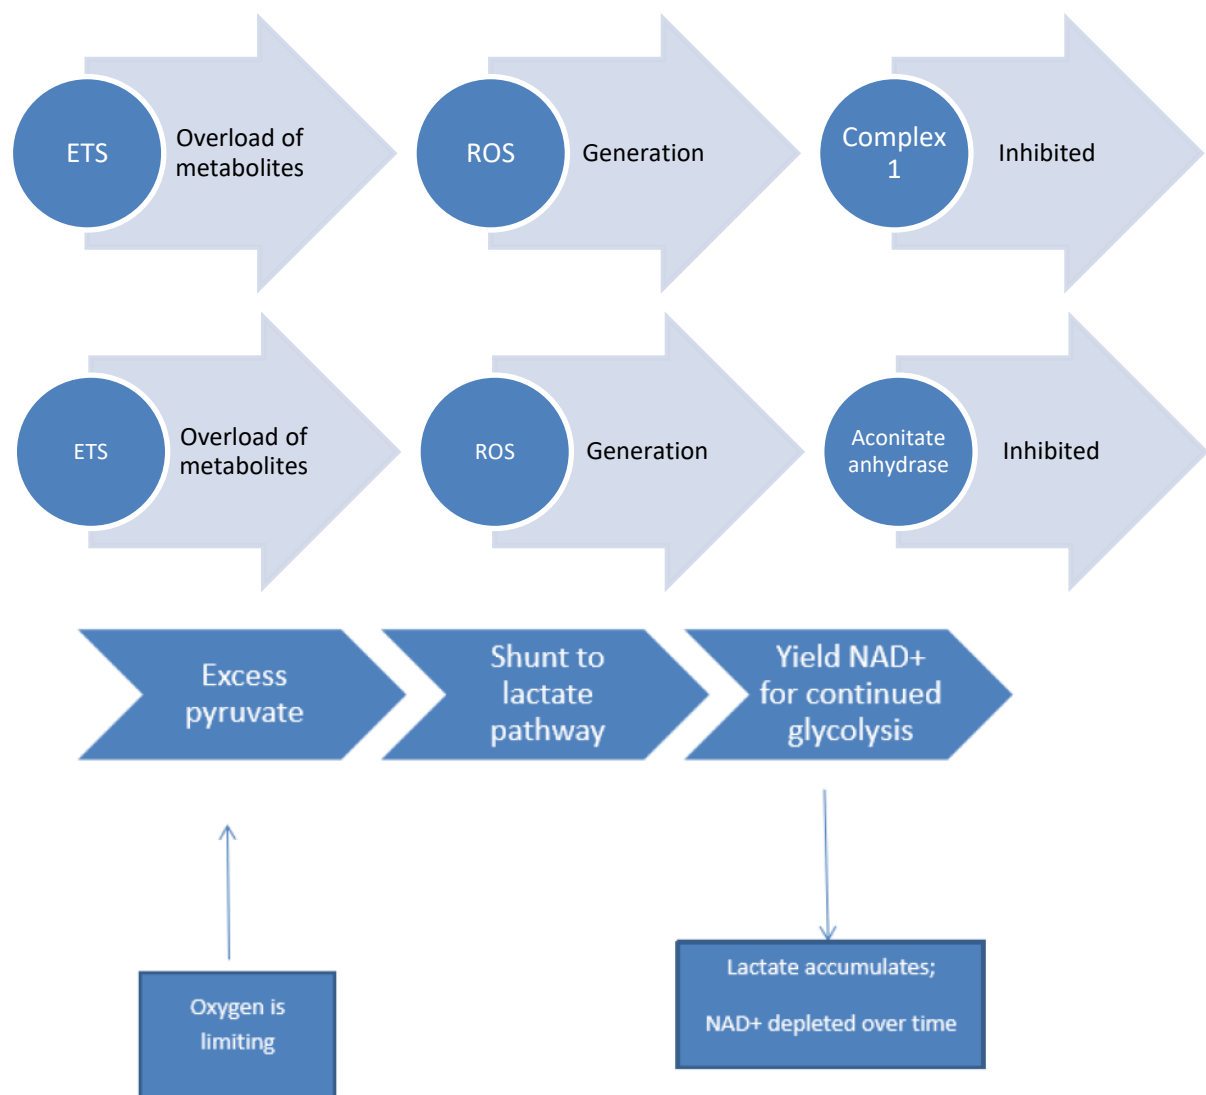 ETS
Overload of
metabolites
ROS
Generation
Complex
1
Inhibited
ETS
Overload of
metabolites
ROS
Generation
Aconitate
anhydrase
Inhibited
Excess
pyruvate
Shunt to
lactate
pathway
Yield NAD+
for continued
glycolysis
Oxygen is
limiting
Lactate accumulates;
NAD+ depleted over time